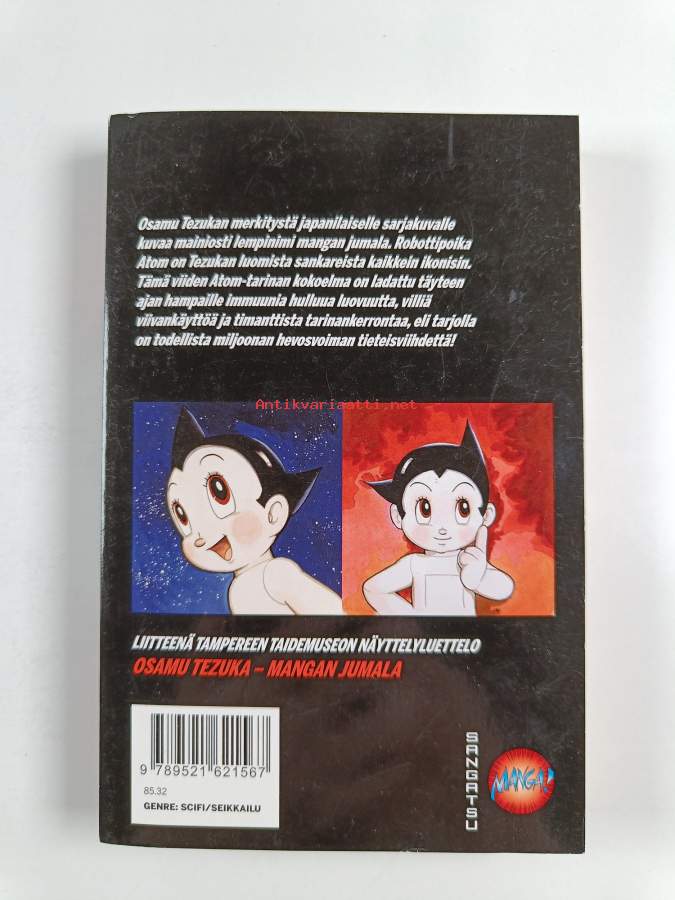 Osamu Tezukan merkitystä japanilaiselle sarjakuvalle
kuvaa mainiosti lempinimi mangan jumala. Robottipoika
Atom on Tezukan luomista sankareista kaikkein ikonisin.
Tämä viiden Atom-tarinan kokoelma on ladattu täyteen
ajan hampaille immuunia hulluua luovuutta, villiä
viivankäyttöä ja timanttista tarinankerrontaa, eli tarjolla
on todellista miljoonan hevosvoiman tieteisviihdettä!
Antikvariaatti.net
LIITTEENÄ TAMPEREEN TAIDEMUSEON NÄYTTELYLUETTELO
OSAMU TEZUKA – MANGAN JUMALA
9 789521 621567
85.32
GENRE: SCIFI/SEIKKAILU
SANGATSU
MANGA!